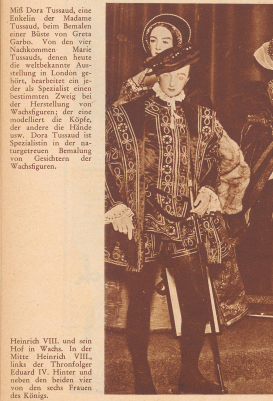 Miß Dora Tussaud, eine
Enkelin der Madame
Tussaud, beim Bemalen
einer Büste von Greta
Garbo. Von den vier
Nachkommen Marie
Tussauds, denen heute
die weltbekannte Aus-
stellung in London ge-
hört, bearbeitet ein je-
der als Spezialist einen
bestimmten Zweig bei
der Herstellung von
Wachsfiguren; der eine
modelliert die Köpfe,
der andere die Hände
usw. Dora Tussaud ist
Spezialistin in der na-
turgetreuen Bemalung
von Gesichtern der
Wachsfiguren.
Heinrich VIII. und sein
Hof in Wachs. In der
Mitte Heinrich VIII.,
links der Thronfolger
Eduard IV. Hinter und
neben den beiden vier
von den sechs Frauen
des Königs.